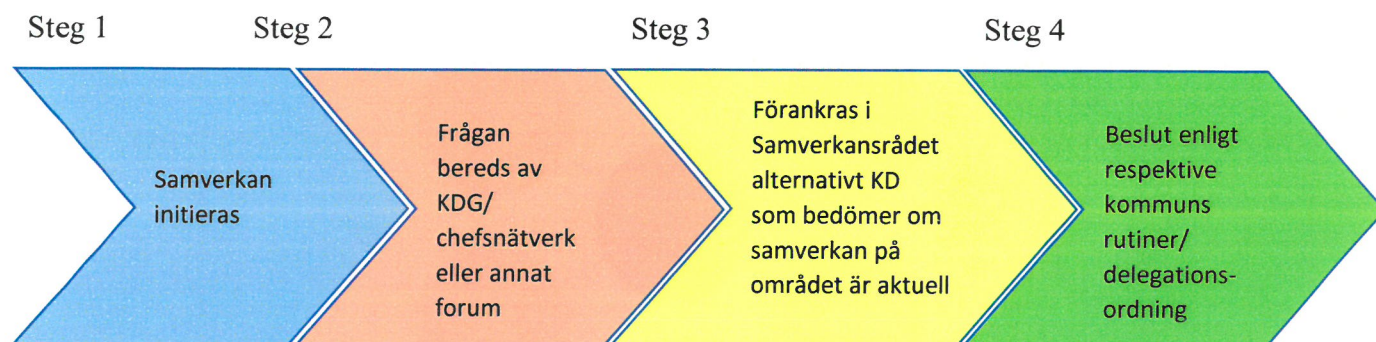 Steg 1
Steg 2
Steg 3
Steg 4
Samverkan
initieras
Frågan
bereds av
KDG/
chefsnätverk
eller annat
forum
Förankras i
Samverkansrådet
alternativt KD
som bedömer om
samverkan på
området är aktuell
Beslut enligt
respektive
kommuns
rutiner/
delegations-
ordning